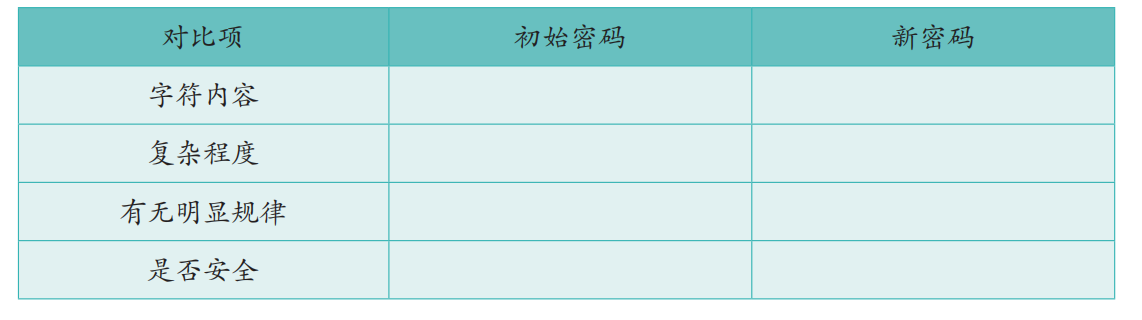 对比项 初始密码 新密码
字符内容
复杂程度
有无明显规律
是否安全